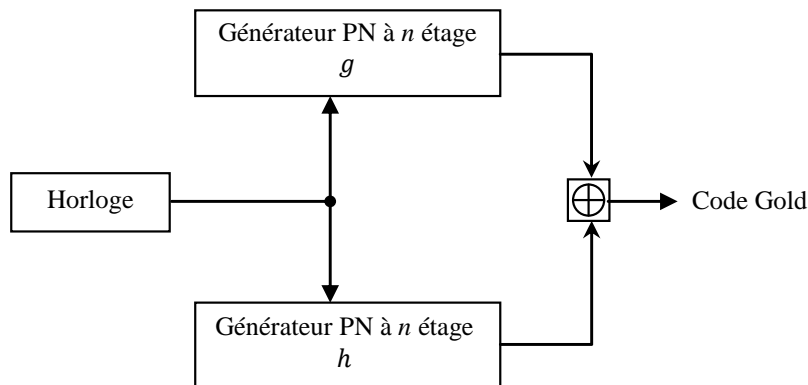 Générateur PN à n étage
g
Horloge
Code Gold
Générateur PN à n étage
h